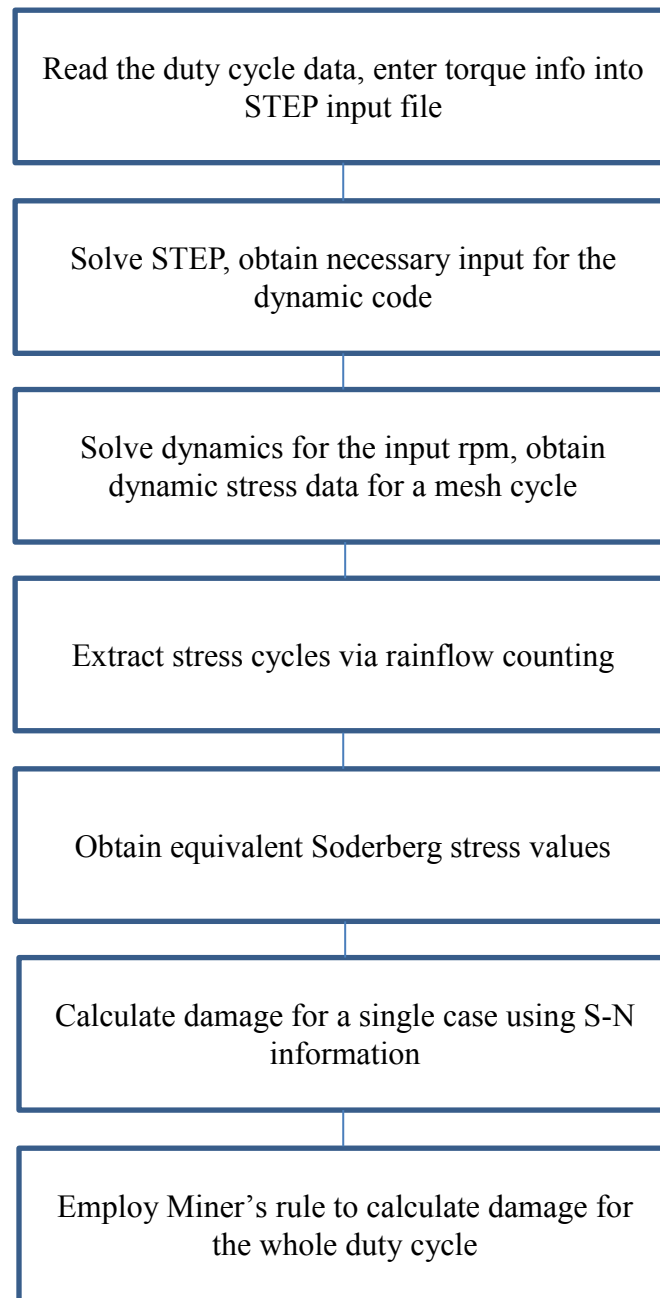 Read the duty cycle data, enter torque info into
STEP input file
Solve STEP, obtain necessary input for the
dynamic code
Solve dynamics for the input rpm, obtain
dynamic stress data for a mesh cycle
Extract stress cycles via rainflow counting
Obtain equivalent Soderberg stress values
Calculate damage for a single case using S-N
information
Employ Miner’s rule to calculate damage for
the whole duty cycle